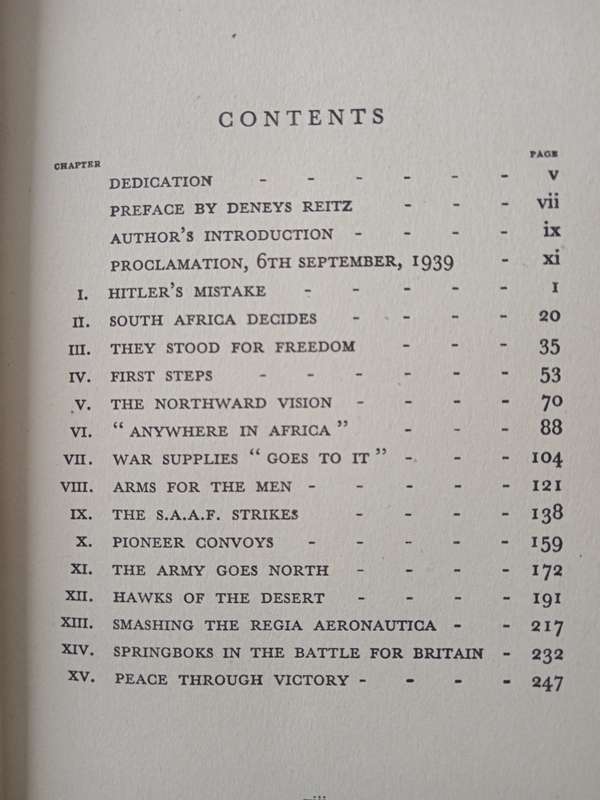 CONTENTS
CHAPTER PAGE
DEDICATION - - - - - - v
PREFACE BY DENEYS REITZ - - - vii
AUTHOR'S INTRODUCTION - - - - ix
PROCLAMATION, 6TH SEPTEMBER, 1939 - xi
I. HITLER'S MISTAKE - - - - - 1
II. SOUTH AFRICA DECIDES - - - - 20
III. THEY STOOD FOR FREEDOM - - - 35
IV. FIRST STEPS - - - - - - 53
V. THE NORTHWARD VISION - - - - 70
VI. “ANYWHERE IN AFRICA” - - - 88
VII. WAR SUPPLIES “GOES TO IT” - - - 104
VIII. ARMS FOR THE MEN - - - - - 121
IX. THE S.A.A.F. STRIKES - - - - 138
X. PIONEER CONVOYS - - - - - 159
XI. THE ARMY GOES NORTH - - - - 172
XII. HAWKS OF THE DESERT - - - - 191
XIII. SMASHING THE REGIA AERONAUTICA - - 217
XIV. SPRINGBOKS IN THE BATTLE FOR BRITAIN - 232
XV. PEACE THROUGH VICTORY - - - - 247